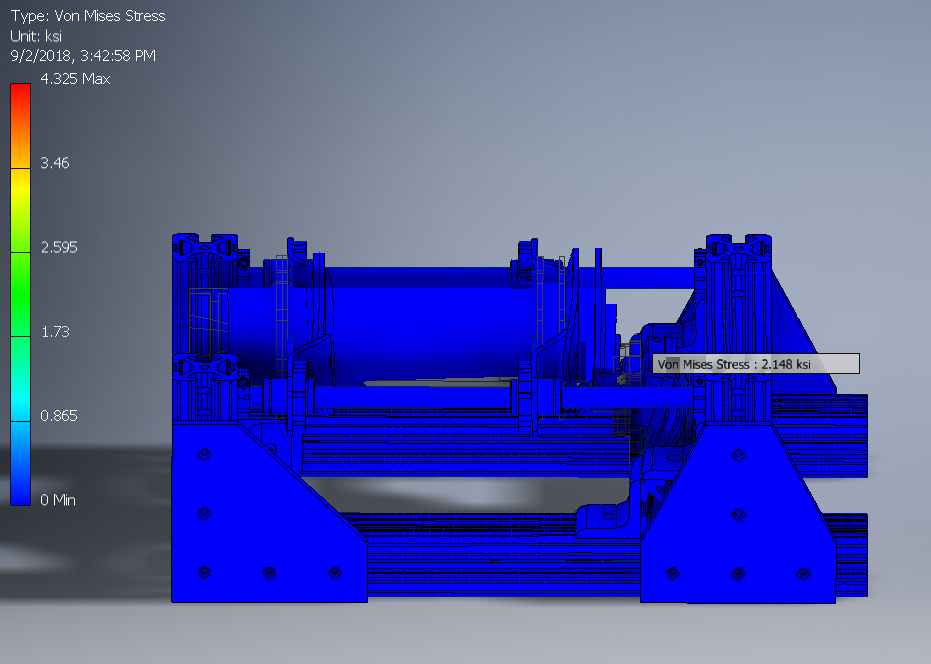 Type: Von Mises Stress
Unit: ksi
9/2/2018, 3:42:58 PM
4.325 Max
3.46
2.595
1.73
Von Mises Stress : 2.148 ksi
0.865
0 Min